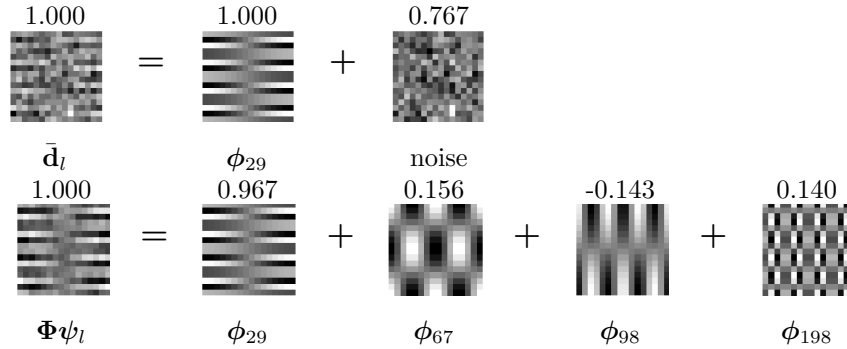 1.000 1.000 0.767
= +
d̄_l ϕ_29 noise
1.000 0.967 0.156 -0.143 0.140
= + + +
Φψ_l ϕ_29 ϕ_67 ϕ_98 ϕ_198